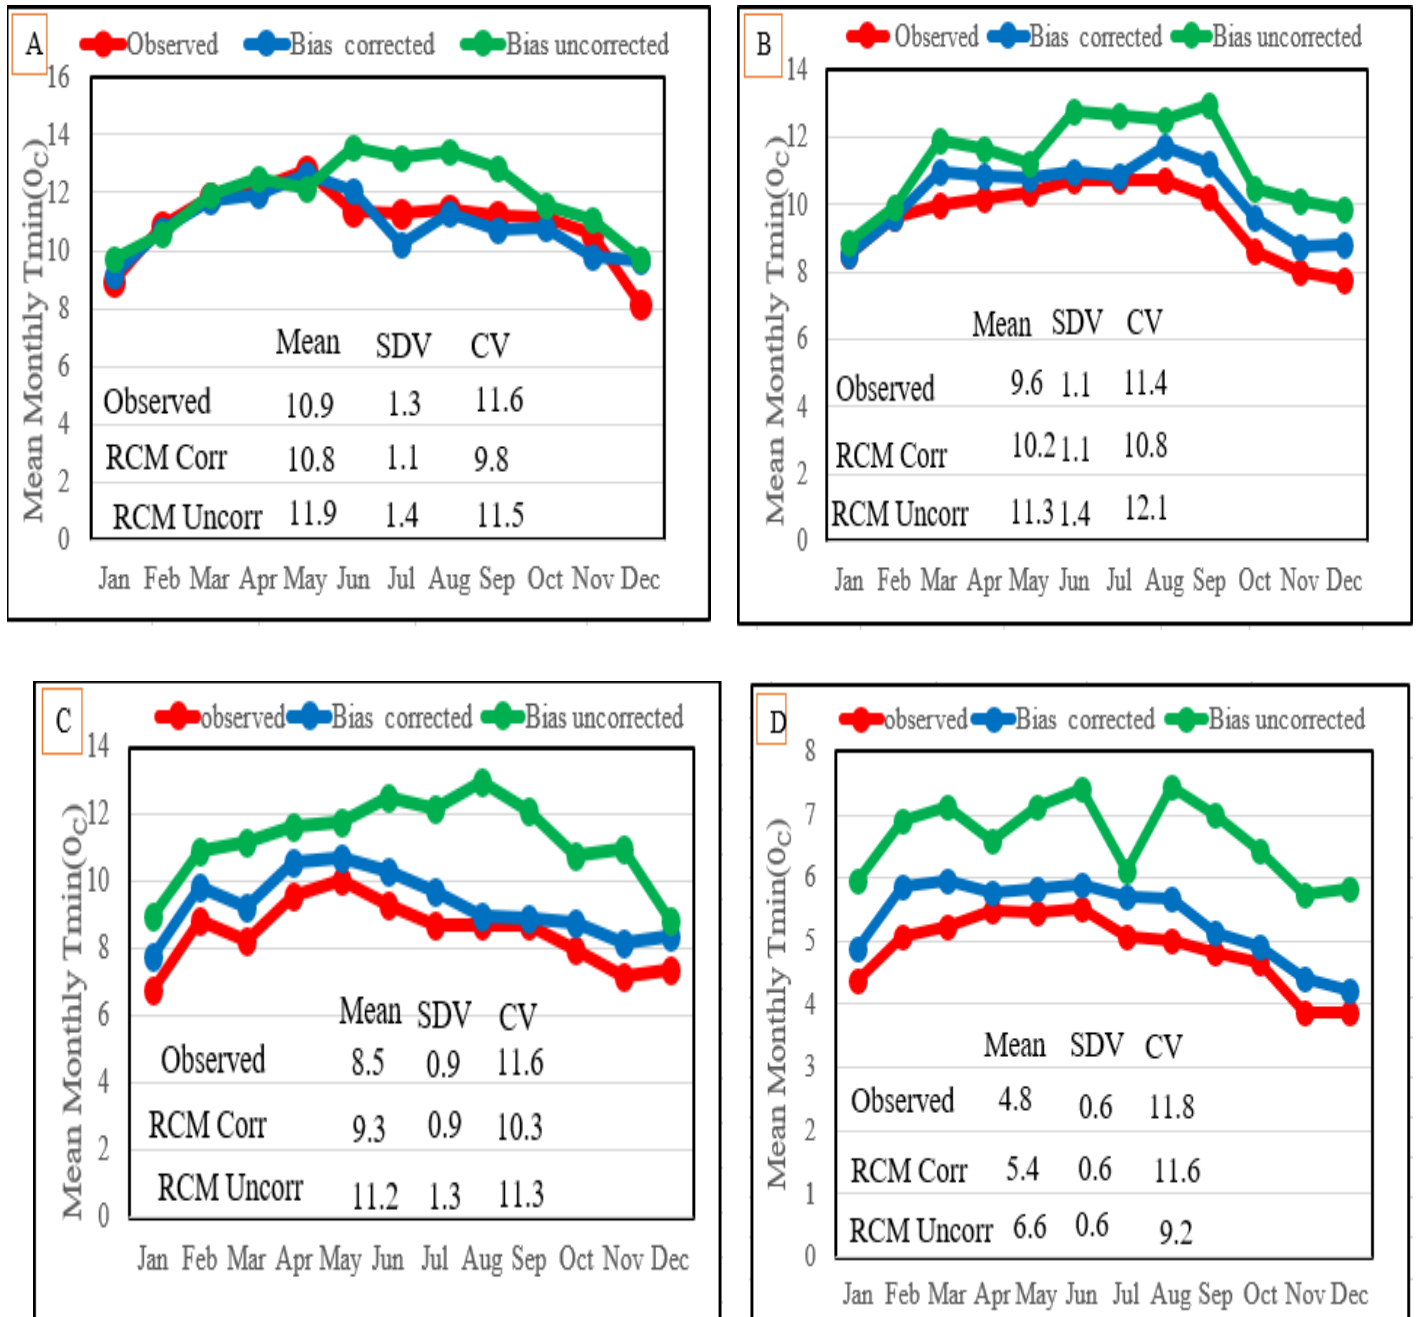 A
Observed Bias corrected Bias uncorrected
Mean Monthly Tmin(0C)
16
14
12
10
8
6
4
2
0
Mean SDV CV
Observed 10.9 1.3 11.6
RCM Corr 10.8 1.1 9.8
RCM Uncorr 11.9 1.4 11.5
Jan Feb Mar Apr May Jun Jul Aug Sep Oct Nov Dec
B
Observed Bias corrected Bias uncorrected
Mean Monthly Tmin(0C)
14
12
10
8
6
4
2
0
Mean SDV CV
Observed 9.6 1.1 11.4
RCM Corr 10.2 1.1 10.8
RCM Uncorr 11.3 1.4 12.1
Jan Feb Mar Apr May Jun Jul Aug Sep Oct Nov Dec
C
observed Bias corrected Bias uncorrected
Mean Monthly Tmin(0C)
14
12
10
8
6
4
2
0
Mean SDV CV
Observed 8.5 0.9 11.6
RCM Corr 9.3 0.9 10.3
RCM Uncorr 11.2 1.3 11.3
Jan Feb Mar Apr May Jun Jul Aug Sep Oct Nov Dec
D
observed Bias corrected Bias uncorrected
Mean Monthly Tmin(0C)
8
7
6
5
4
3
2
1
0
Mean SDV CV
Observed 4.8 0.6 11.8
RCM Corr 5.4 0.6 11.6
RCM Uncorr 6.6 0.6 9.2
Jan Feb Mar Apr May Jun Jul Aug Sep Oct Nov Dec